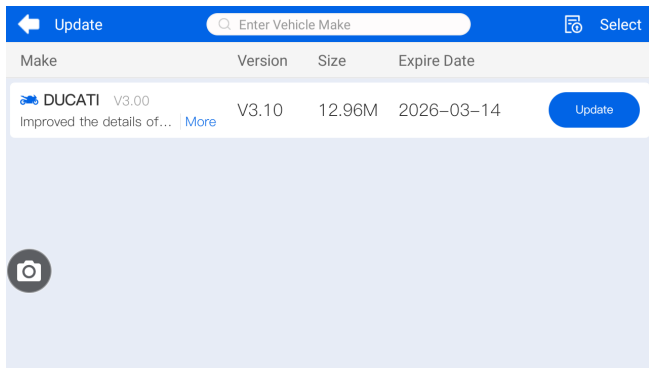 Update
Enter Vehicle Make
Select
Make Version Size Expire Date
DUCATI V3.00
Improved the details of... More
V3.10 12.96M 2026-03-14
Update